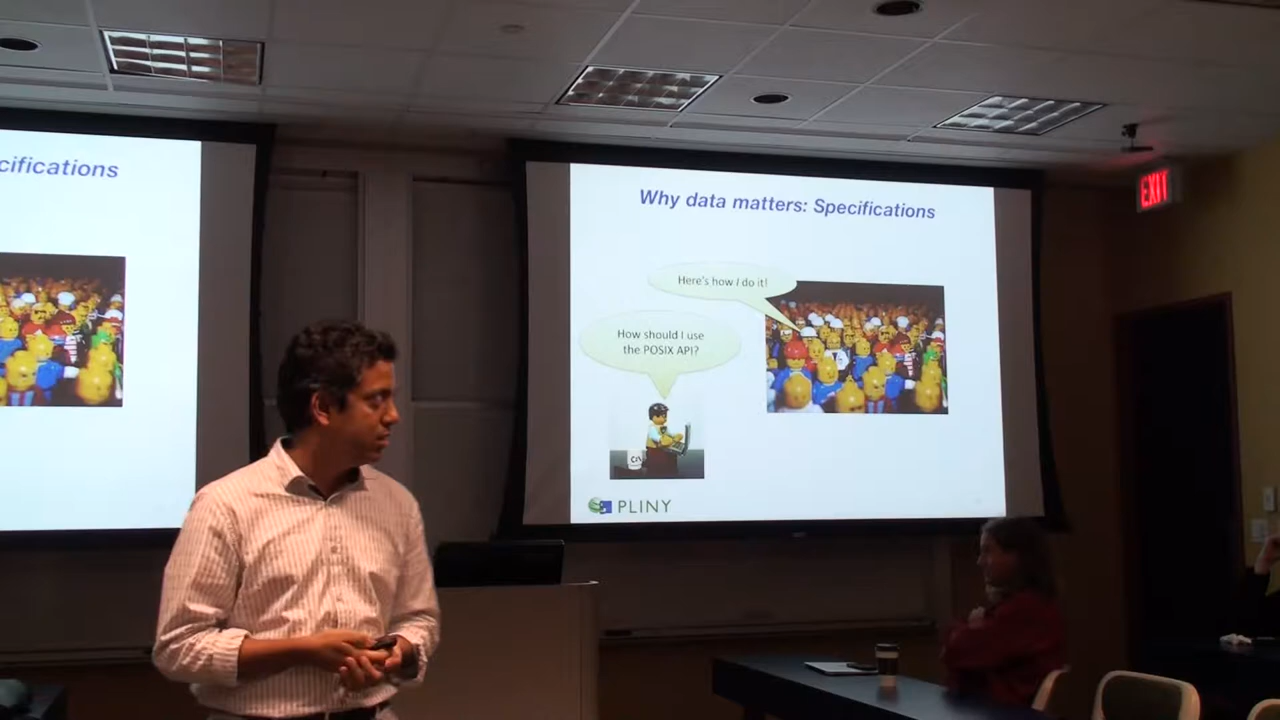 cifications
Why data matters: Specifications
Here's how I do it!
How should I use
the POSIX API?
PLINY
EXIT